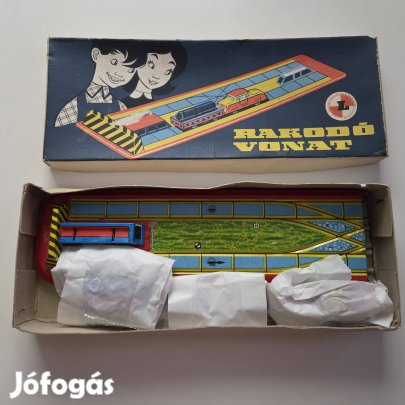 RAKODÓ
VONAT
L
Jófogás